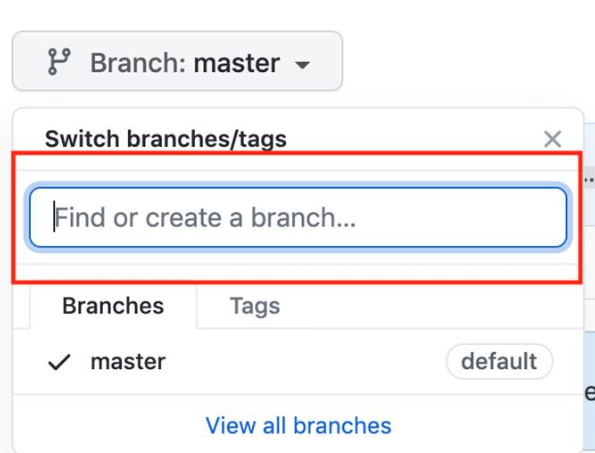 Branch: master
Switch branches/tags
Find or create a branch...
Branches Tags
master default
View all branches